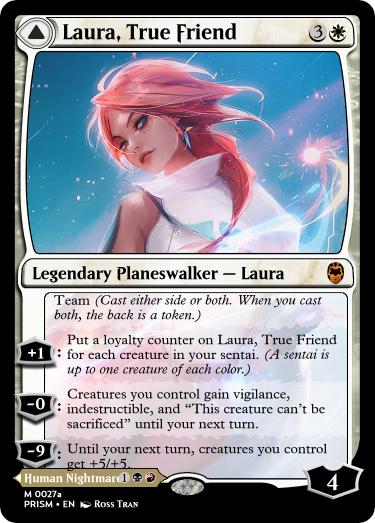 Laura, True Friend 3
Legendary Planeswalker — Laura
Team (Cast either side or both. When you cast
both, the back is a token.)
+1: Put a loyalty counter on Laura, True Friend
for each creature in your sentai. (A sentai is
up to one creature of each color.)
-0: Creatures you control gain vigilance,
indestructible, and “This creature can't be
sacrificed” until your next turn.
-9: Until your next turn, creatures you control
get +5/+5.
Human Nightmare 1
4
M 0027a
PRISM • EN Ross Tran